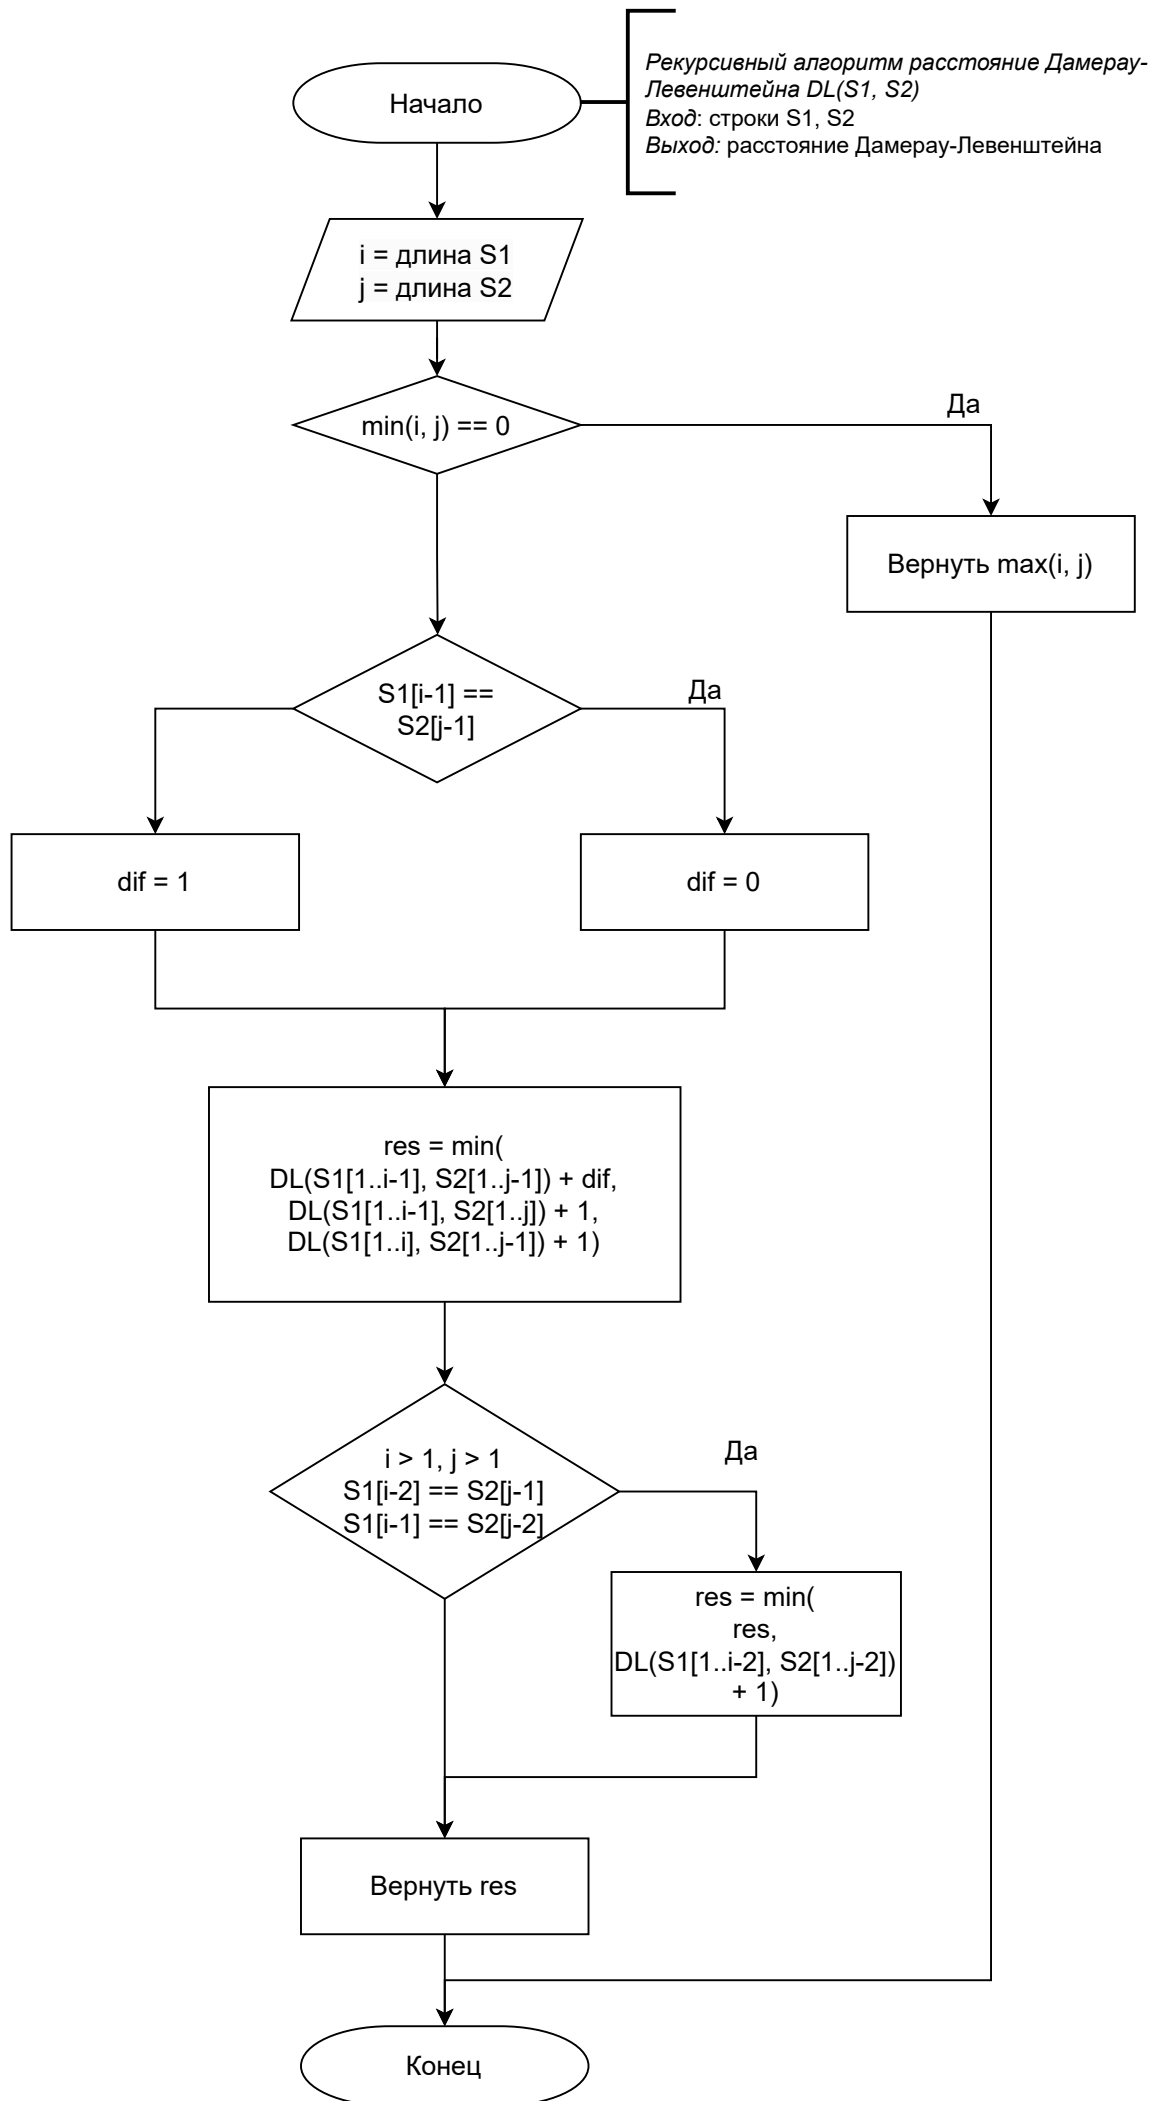 Начало
Рекурсивный алгоритм расстояние Дамерау-
Левенштейна DL(S1, S2)
Вход: строки S1, S2
Выход: расстояние Дамерау-Левенштейна
i = длина S1
j = длина S2
min(i, j) == 0
Да
Вернуть max(i, j)
S1[i-1] ==
S2[j-1]
Да
dif = 1
dif = 0
res = min(
DL(S1[1..i-1], S2[1..j-1]) + dif,
DL(S1[1..i-1], S2[1..j]) + 1,
DL(S1[1..i], S2[1..j-1]) + 1)
i > 1, j > 1
S1[i-2] == S2[j-1]
S1[i-1] == S2[j-2]
Да
res = min(
res,
DL(S1[1..i-2], S2[1..j-2])
+ 1)
Вернуть res
Конец